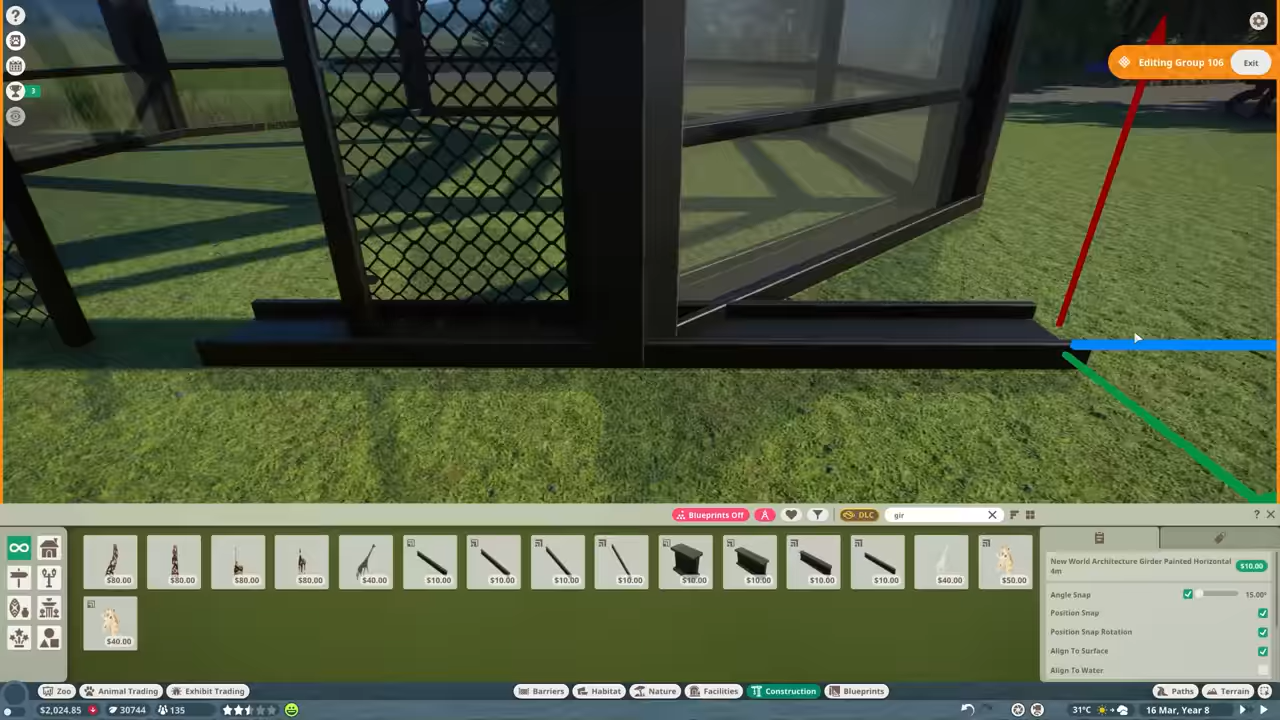 ?
Editing Group 106
Exit
3
Blueprints Off
DLC
gir
? ×
$80.00
$80.00
$80.00
$80.00
$40.00
$10.00
$10.00
$10.00
$10.00
$10.00
$10.00
$10.00
$10.00
$40.00
$50.00
$40.00
New World Architecture Girder Painted Horizontal
4m
$10.00
Angle Snap
15.00°
Position Snap
Position Snap Rotation
Align To Surface
Align To Water
Zoo
Animal Trading
Exhibit Trading
Barriers
Habitat
Nature
Facilities
Construction
Blueprints
Paths
Terrain
$2,024.85
30744
135
31°C
16 Mar, Year 8